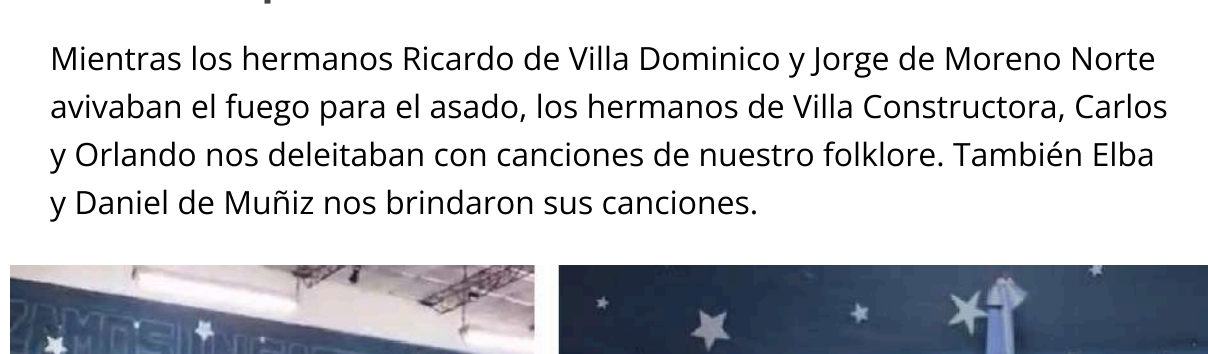 Mientras los hermanos Ricardo de Villa Dominico y Jorge de Moreno Norte
avivaban el fuego para el asado, los hermanos de Villa Constructora, Carlos
y Orlando nos deleitaban con canciones de nuestro folklore. También Elba
y Daniel de Muñiz nos brindaron sus canciones.